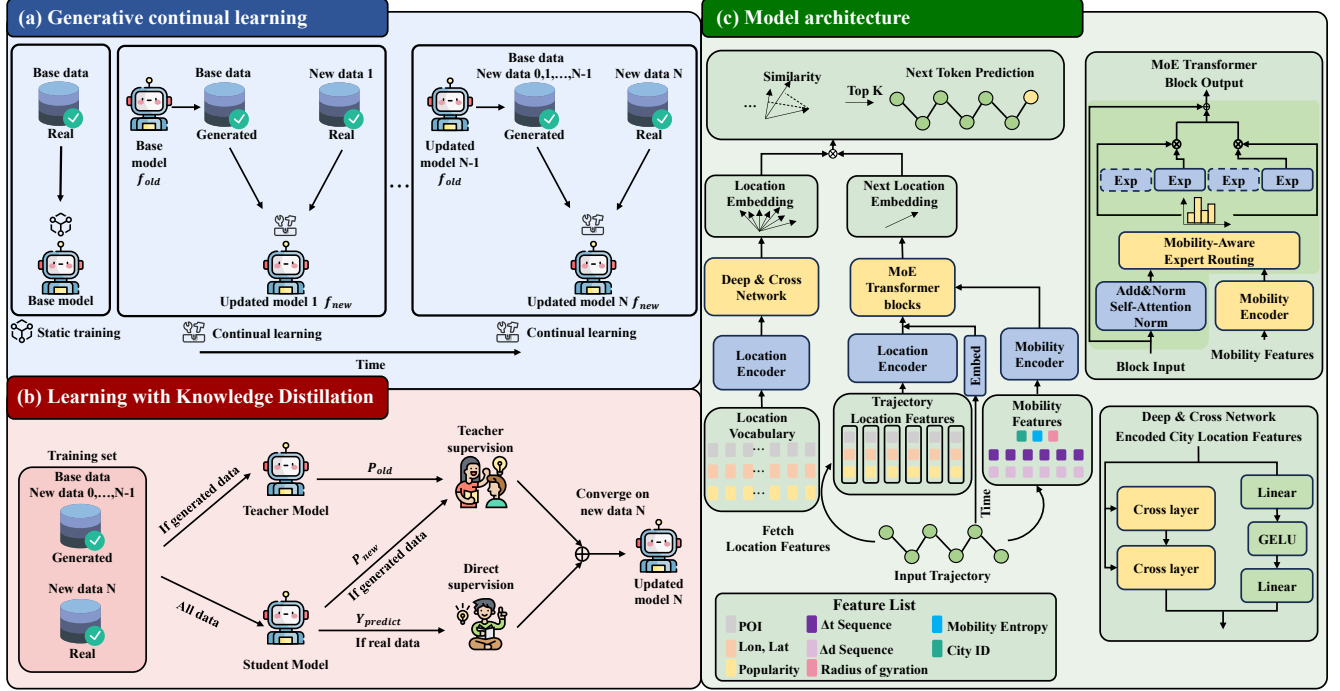 (a) Generative continual learning
Base data
Real
Base model
Static training
Base data
Generated
New data 1
Real
Base
model
f_old
Updated model 1 f_new
Continual learning
...
Base data
New data 0,1,…,N-1
Generated
New data N
Real
Updated
model N-1
f_old
Updated model N f_new
Continual learning
Time
(b) Learning with Knowledge Distillation
Training set
Base data
New data 0,…,N-1
Generated
New data N
Real
If generated data
All data
Teacher Model
Student Model
P_old
P_new
If generated data
Y_predict
If real data
Teacher
supervision
Direct
supervision
Converge on
new data N
Updated
model N
(c) Model architecture
Similarity
...
Top K
Next Token Prediction
Location
Embedding
Next Location
Embedding
Deep & Cross
Network
MoE
Transformer
blocks
Location
Encoder
Location
Encoder
Embed
Mobility
Encoder
Location
Vocabulary
...
...
...
Trajectory
Location Features
Mobility
Features
Time
Fetch
Location Features
Input Trajectory
Feature List
POI
Δt Sequence
Mobility Entropy
Lon, Lat
Δd Sequence
City ID
Popularity
Radius of gyration
MoE Transformer
Block Output
Exp
Exp
Exp
Exp
Mobility-Aware
Expert Routing
Add&Norm
Self-Attention
Norm
Mobility
Encoder
Block Input
Mobility Features
Deep & Cross Network
Encoded City Location Features
Cross layer
Cross layer
Linear
GELU
Linear